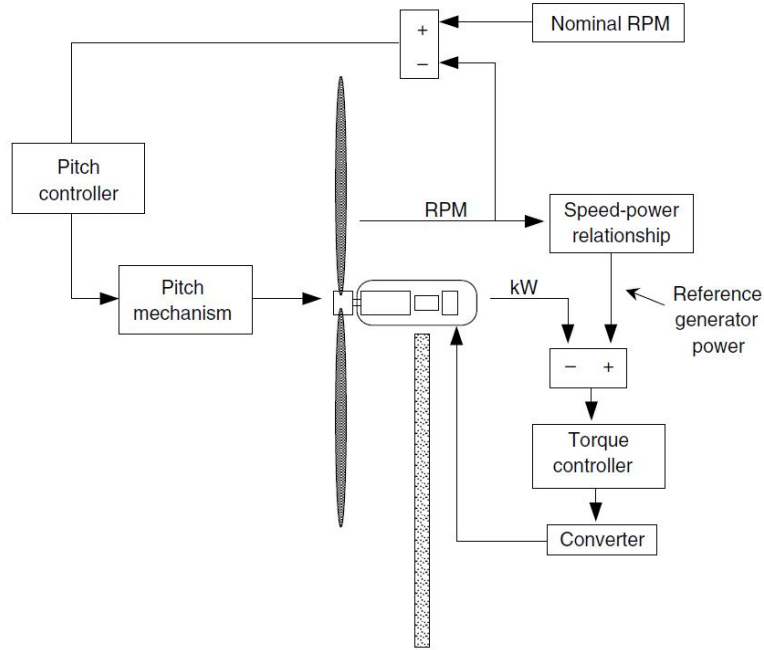 +
Nominal RPM
–
Pitch
controller
RPM
Speed-power
relationship
Pitch
mechanism
kW
Reference
generator
power
– +
Torque
controller
Converter